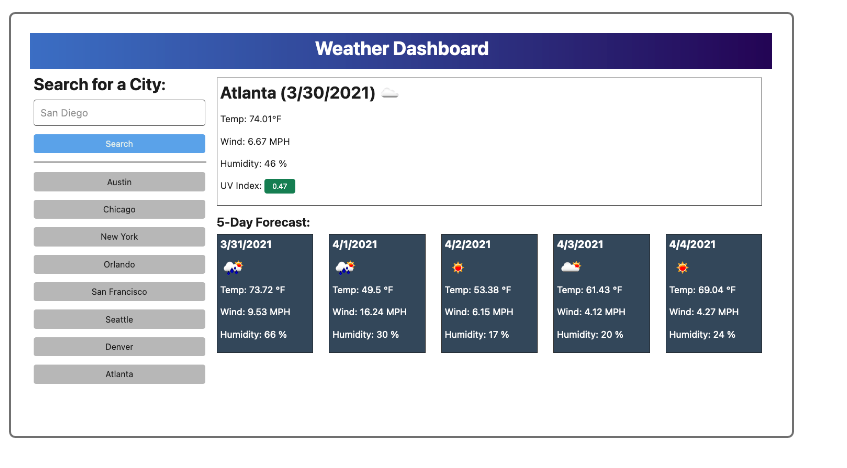 Weather Dashboard
Search for a City:
San Diego
Search
Austin
Chicago
New York
Orlando
San Francisco
Seattle
Denver
Atlanta
Atlanta (3/30/2021)
Temp: 74.01°F
Wind: 6.67 MPH
Humidity: 46 %
UV Index: 0.47
5-Day Forecast:
3/31/2021
Temp: 73.72 °F
Wind: 9.53 MPH
Humidity: 66 %
4/1/2021
Temp: 49.5 °F
Wind: 16.24 MPH
Humidity: 30 %
4/2/2021
Temp: 53.38 °F
Wind: 6.15 MPH
Humidity: 17 %
4/3/2021
Temp: 61.43 °F
Wind: 4.12 MPH
Humidity: 20 %
4/4/2021
Temp: 69.04 °F
Wind: 4.27 MPH
Humidity: 24 %